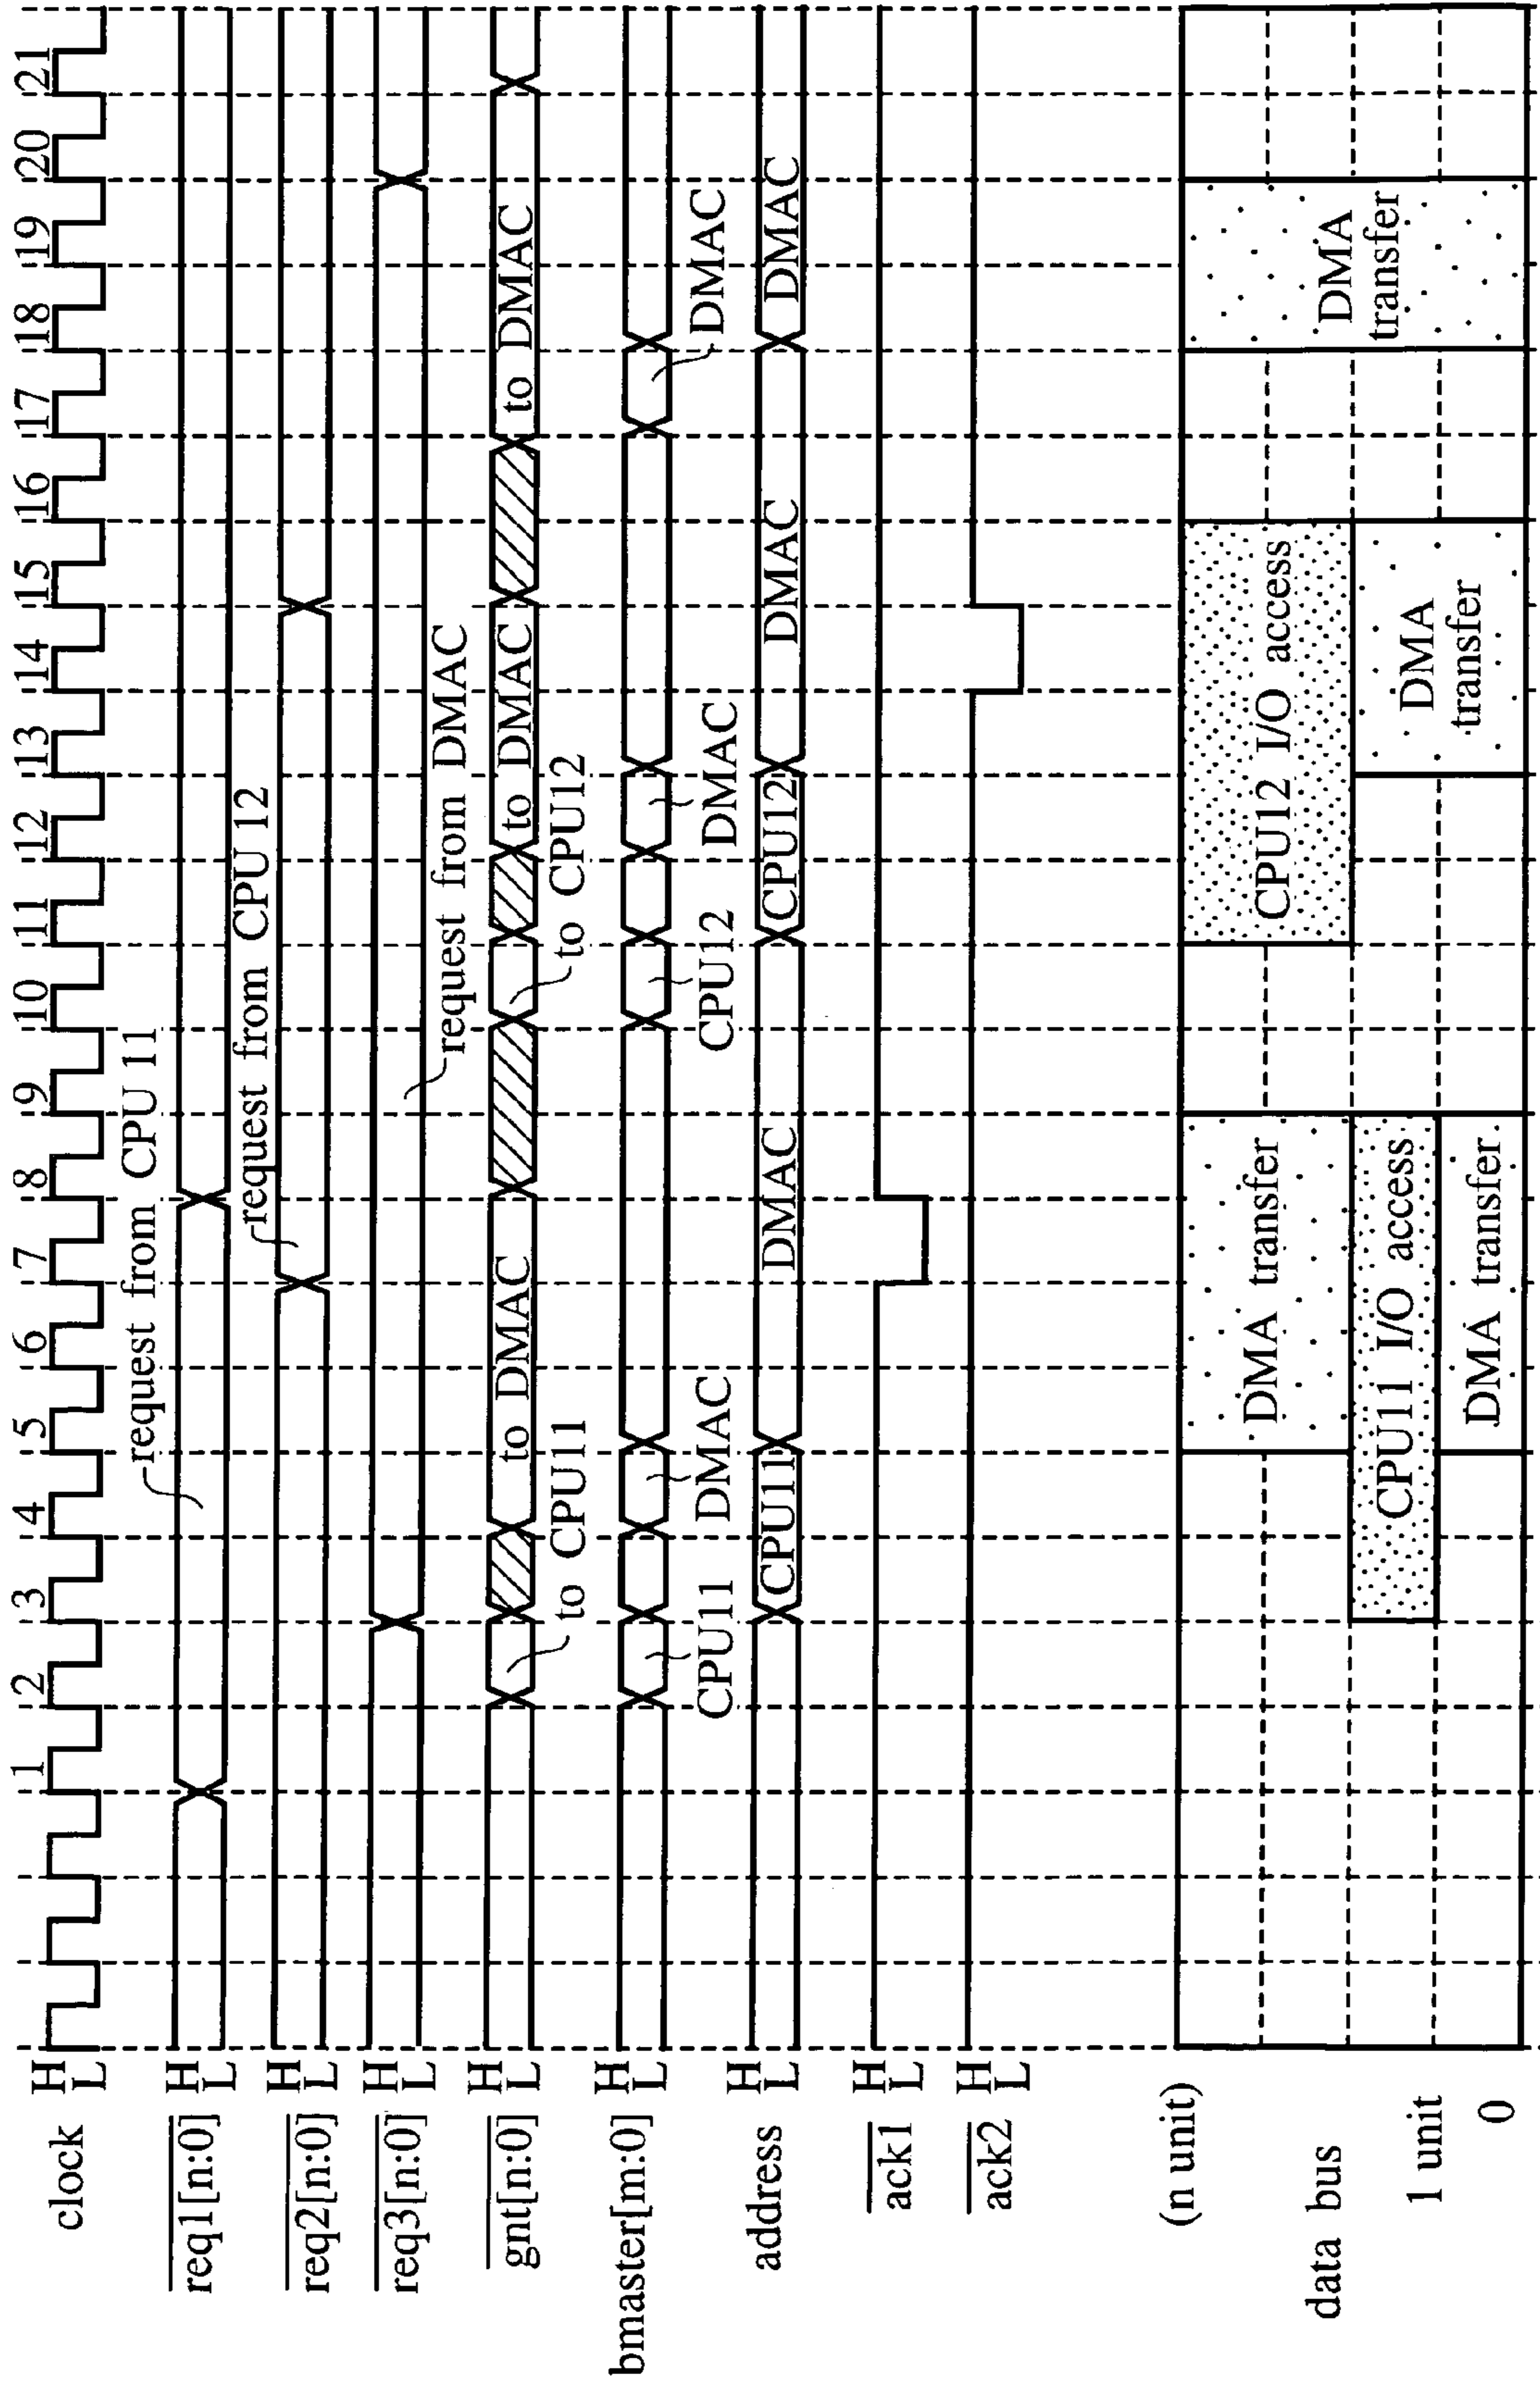 clock H L 1 2 3 4 5 6 7 8 9 10 11 12 13 14 15 16 17 18 19 20 21
request from CPU 11
req1[n:0] H L
request from CPU 12
req2[n:0] H L
req3[n:0] H L
request from DMAC
gnt[n:0] H L to DMAC to DMAC to DMAC
to CPU11 to CPU12
bmaster[m:0] H L
CPU11 DMAC CPU12 DMAC DMAC
address H L CPU11 DMAC CPU12 DMAC DMAC
ack1 H L
ack2 H L
(n unit)
data bus
1 unit
0
DMA transfer
CPU11 I/O access
DMA transfer
CPU12 I/O access
DMA
transfer
DMA
transfer